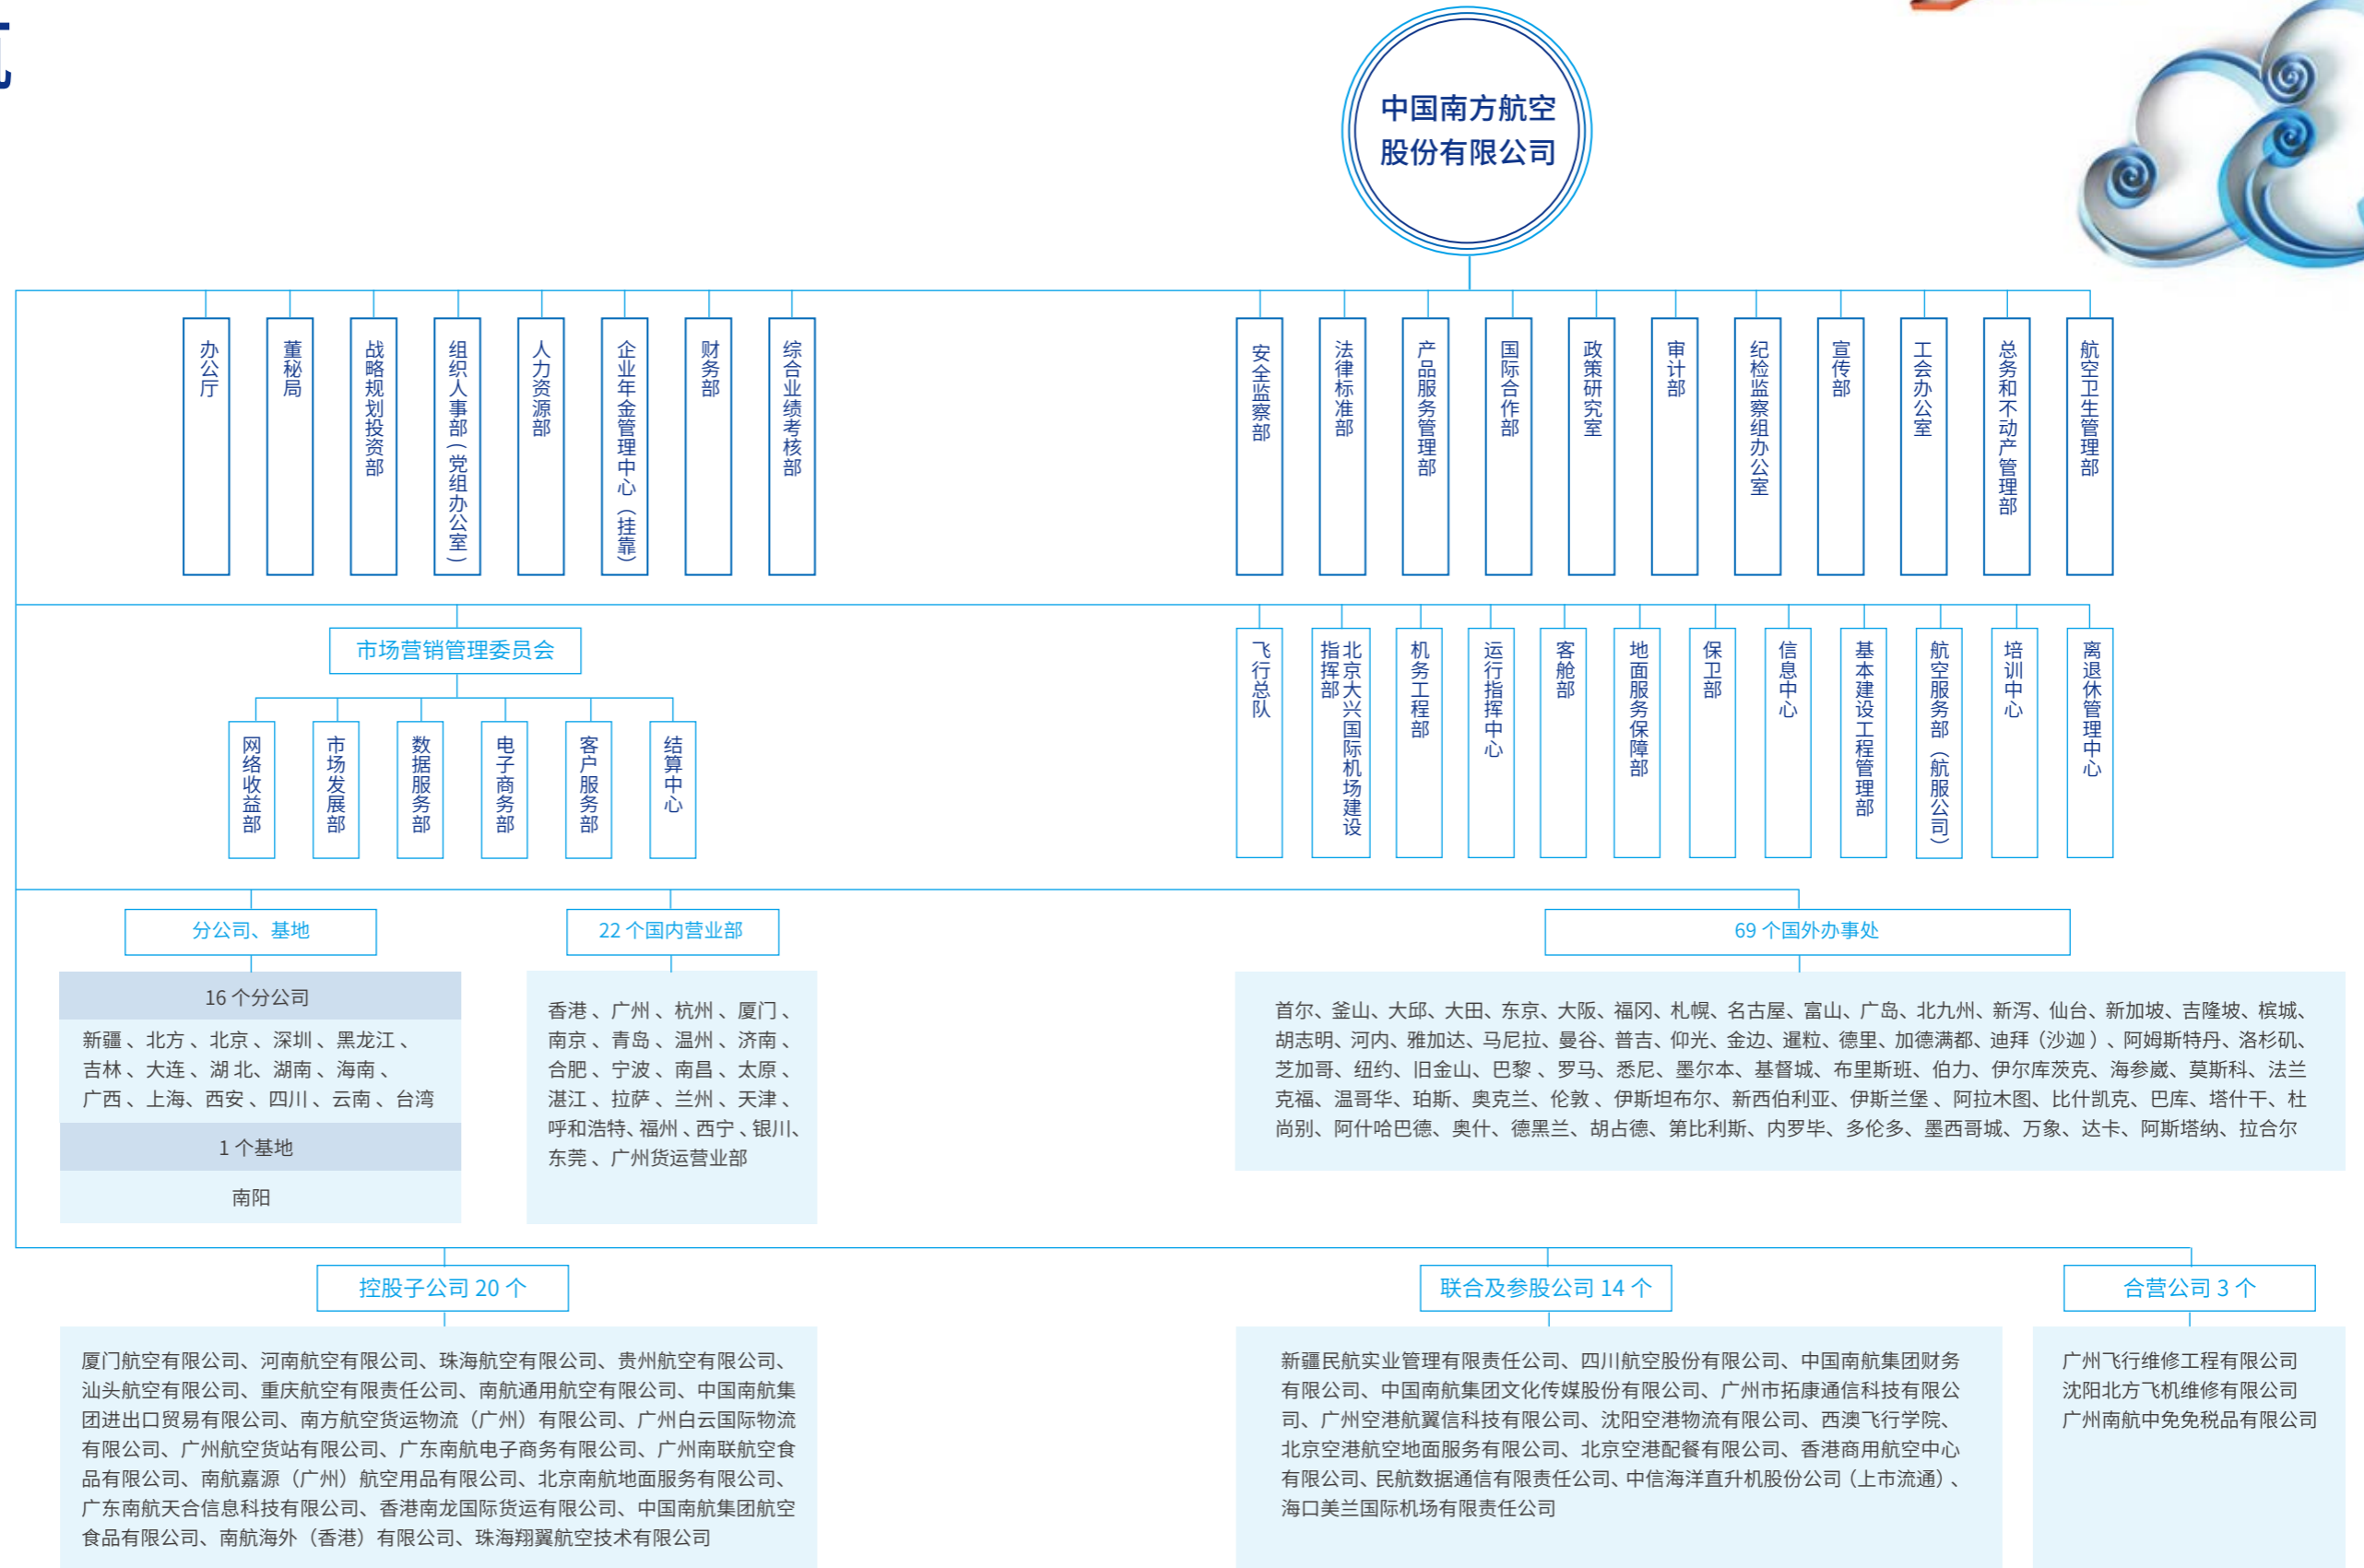 中国南方航空
股份有限公司
办公厅
董秘局
战略规划投资部
组织人事部（党组办公室）
人力资源部
企业年金管理中心（挂靠）
财务部
综合业绩考核部
安全监察部
法律标准部
产品服务管理部
国际合作部
政策研究室
审计部
纪检监察组办公室
宣传部
工会办公室
总务和不动产管理部
航空卫生管理部
市场营销管理委员会
网络收益部
市场发展部
数据服务部
电子商务部
客户服务部
结算中心
飞行总队
北京大兴国际机场建设
指挥部
机务工程部
运行指挥中心
客舱部
地面服务保障部
保卫部
信息中心
基本建设工程管理部
航空服务部（航服公司）
培训中心
离退休管理中心
分公司、基地
16 个分公司
新疆 、北方 、北京 、深圳 、黑龙江 、
吉林 、大连 、湖 北、湖南 、海南 、
广西 、上海、西安 、四川 、云南 、台湾
1 个基地
南阳
22 个国内营业部
香港 、广州 、杭州 、厦门 、
南京 、青岛 、温州 、济南 、
合肥 、宁波 、南昌 、太原 、
湛江 、拉萨 、兰州 、天津 、
呼和浩特、福州 、西宁 、银川、
东莞 、广州货运营业部
69 个国外办事处
首尔、釜山、大邱、大田、东京、大阪、福冈、札幌、名古屋、富山、广岛、北九州、新泻、仙台、新加坡、吉隆坡、槟城、
胡志明、河内、雅加达、马尼拉、曼谷、普吉、仰光、金边、暹粒、德里、加德满都、迪拜（沙迦 ）、阿姆斯特丹、洛杉矶、
芝加哥、纽约、旧金山、巴黎 、罗马、悉尼、墨尔本、基督城、布里斯班、伯力、伊尔库茨克、海参崴、莫斯科、法兰
克福、温哥华、珀斯、奥克兰、伦敦 、伊斯坦布尔、新西伯利亚、伊斯兰堡 、阿拉木图、比什凯克、巴库、塔什干、杜
尚别、阿什哈巴德、奥什、德黑兰、胡占德、第比利斯、内罗毕、多伦多、墨西哥城、万象、达卡、阿斯塔纳、拉合尔
控股子公司 20 个
厦门航空有限公司、河南航空有限公司、珠海航空有限公司、贵州航空有限公司、
汕头航空有限公司、重庆航空有限责任公司、南航通用航空有限公司、中国南航集
团进出口贸易有限公司、南方航空货运物流（广州）有限公司、广州白云国际物流
有限公司、广州航空货站有限公司、广东南航电子商务有限公司、广州南联航空食
品有限公司、南航嘉源（广州）航空用品有限公司、北京南航地面服务有限公司、
广东南航天合信息科技有限公司、香港南龙国际货运有限公司、中国南航集团航空
食品有限公司、南航海外（香港）有限公司、珠海翔翼航空技术有限公司
联合及参股公司 14 个
新疆民航实业管理有限责任公司、四川航空股份有限公司、中国南航集团财务
有限公司、中国南航集团文化传媒股份有限公司、广州市拓康通信科技有限公
司、广州空港航翼信科技有限公司、沈阳空港物流有限公司、西澳飞行学院、
北京空港航空地面服务有限公司、北京空港配餐有限公司、香港商用航空中心
有限公司、民航数据通信有限责任公司、中信海洋直升机股份公司（上市流通）、
海口美兰国际机场有限责任公司
合营公司 3 个
广州飞行维修工程有限公司
沈阳北方飞机维修有限公司
广州南航中免免税品有限公司